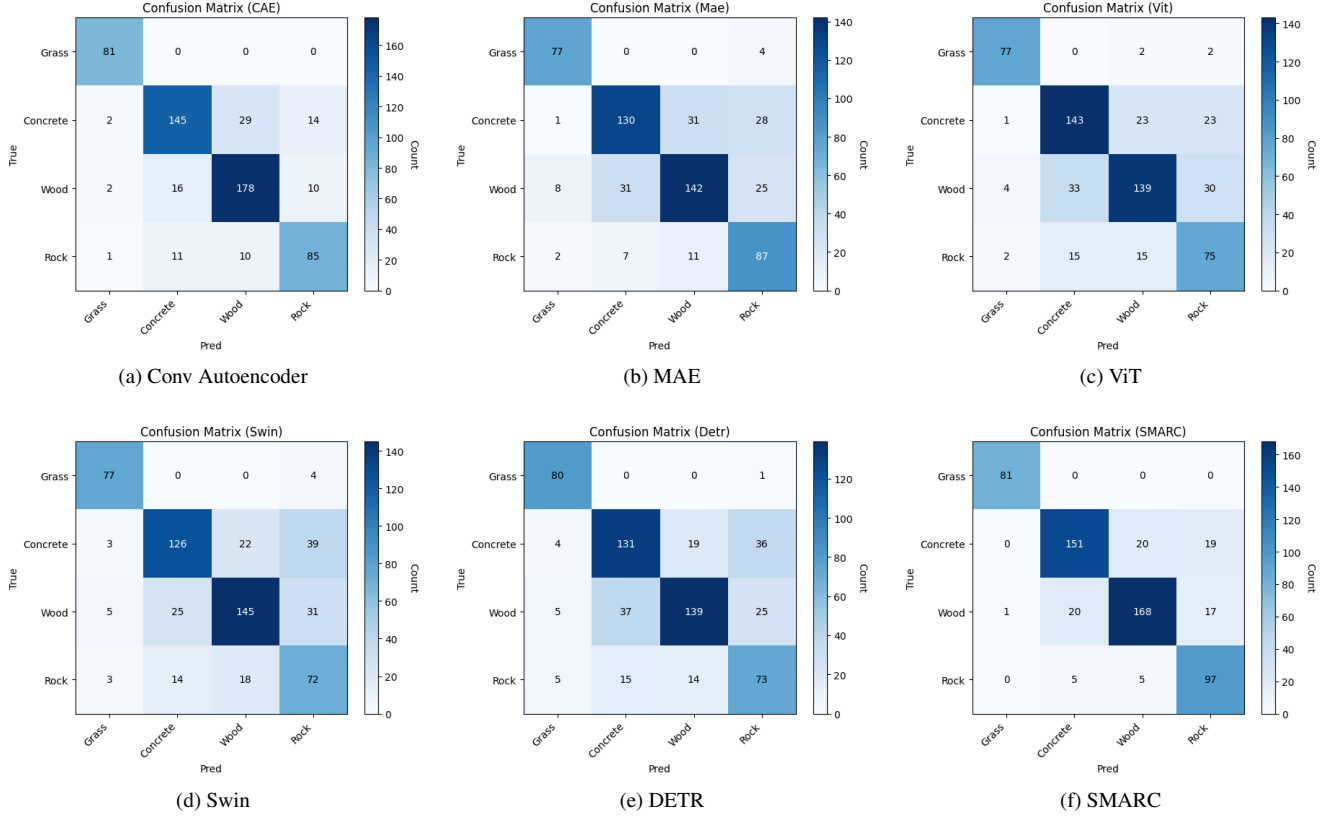 Confusion Matrix (CAE)
Grass 81 0 0 0
Concrete 2 145 29 14
Wood 2 16 178 10
Rock 1 11 10 85
True
Grass Concrete Wood Rock
Pred
160
140
120
100
80
60
40
20
0
Count
(a) Conv Autoencoder
Confusion Matrix (Mae)
Grass 77 0 0 4
Concrete 1 130 31 28
Wood 8 31 142 25
Rock 2 7 11 87
True
Grass Concrete Wood Rock
Pred
140
120
100
80
60
40
20
0
Count
(b) MAE
Confusion Matrix (Vit)
Grass 77 0 2 2
Concrete 1 143 23 23
Wood 4 33 139 30
Rock 2 15 15 75
True
Grass Concrete Wood Rock
Pred
140
120
100
80
60
40
20
0
Count
(c) ViT
Confusion Matrix (Swin)
Grass 77 0 0 4
Concrete 3 126 22 39
Wood 5 25 145 31
Rock 3 14 18 72
True
Grass Concrete Wood Rock
Pred
140
120
100
80
60
40
20
0
Count
(d) Swin
Confusion Matrix (Detr)
Grass 80 0 0 1
Concrete 4 131 19 36
Wood 5 37 139 25
Rock 5 15 14 73
True
Grass Concrete Wood Rock
Pred
120
100
80
60
40
20
0
Count
(e) DETR
Confusion Matrix (SMARC)
Grass 81 0 0 0
Concrete 0 151 20 19
Wood 1 20 168 17
Rock 0 5 5 97
True
Grass Concrete Wood Rock
Pred
160
140
120
100
80
60
40
20
0
Count
(f) SMARC